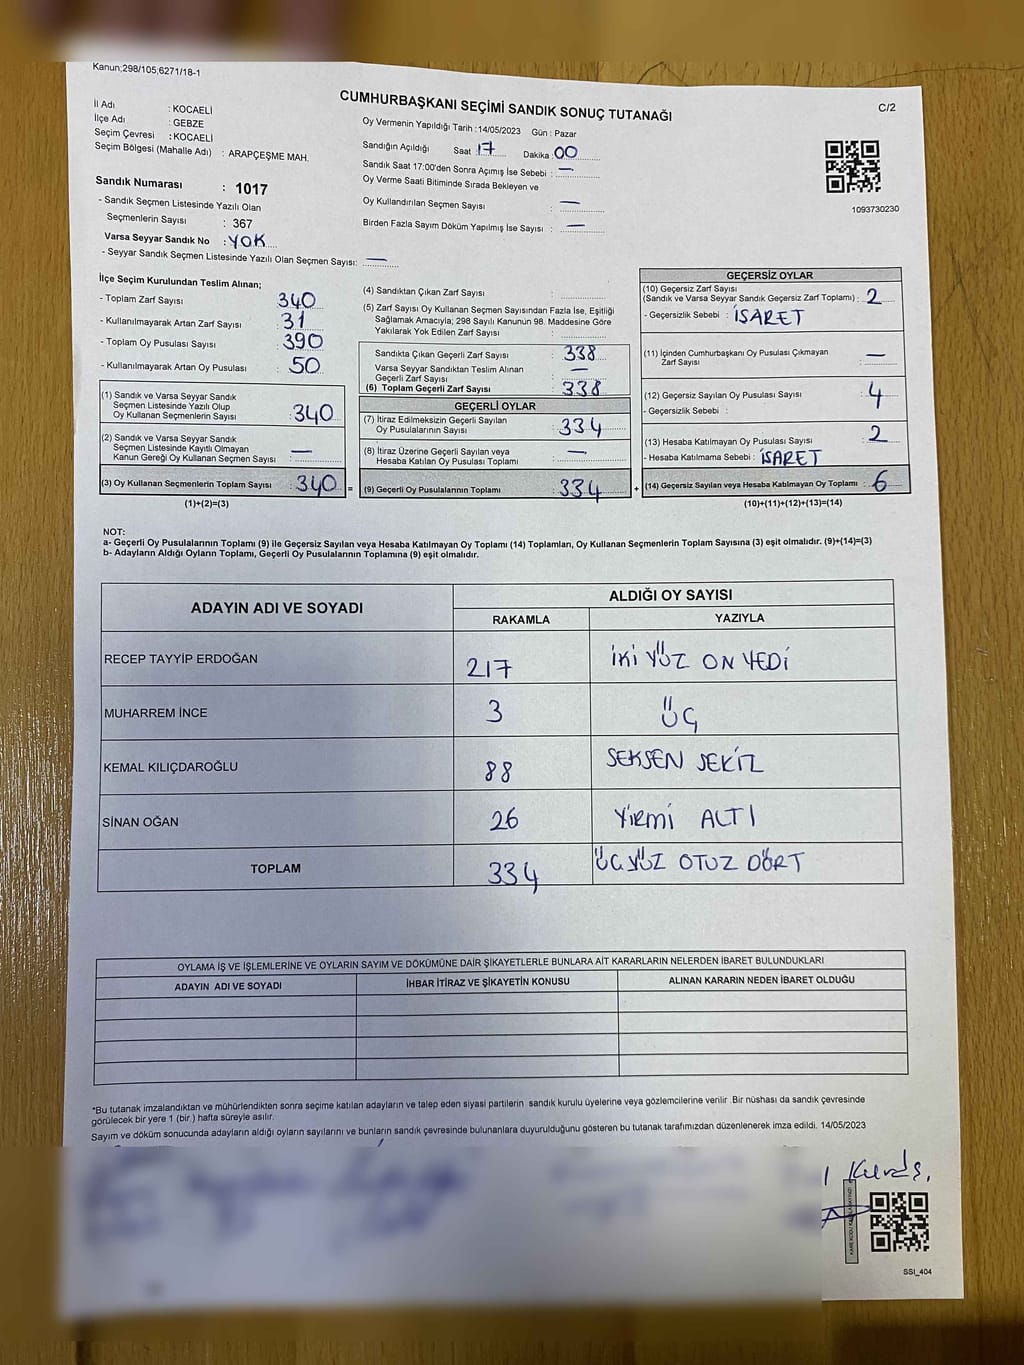 Kanun;298/105;6271/18-1
CUMHURBAŞKANI SEÇİMİ SANDIK SONUÇ TUTANAĞI
C/2
İl Adı : KOCAELİ
İlçe Adı : GEBZE
Seçim Çevresi : KOCAELİ
Seçim Bölgesi (Mahalle Adı) : ARAPÇEŞME MAH.
Sandık Numarası : 1017
- Sandık Seçmen Listesinde Yazılı Olan
Seçmenlerin Sayısı : 367
Varsa Seyyar Sandık No : YOK
- Seyyar Sandık Seçmen Listesinde Yazılı Olan Seçmen Sayısı: —
Oy Vermenin Yapıldığı Tarih :14/05/2023 Gün : Pazar
Sandığın Açıldığı Saat 17 Dakika 00
Sandık Saat 17:00'den Sonra Açımış İse Sebebi : —
Oy Verme Saati Bitiminde Sırada Bekleyen ve
Oy Kullandırılan Seçmen Sayısı : —
Birden Fazla Sayım Döküm Yapılmış İse Sayısı : —
1093730230
İlçe Seçim Kurulundan Teslim Alınan;
- Toplam Zarf Sayısı 340
- Kullanılmayarak Artan Zarf Sayısı : 31
- Toplam Oy Pusulası Sayısı : 390
- Kullanılmayarak Artan Oy Pusulası : 50
(1) Sandık ve Varsa Seyyar Sandık
Seçmen Listesinde Yazılı Olup
Oy Kullanan Seçmenlerin Sayısı : 340
(2) Sandık ve Varsa Seyyar Sandık
Seçmen Listesinde Kayıtlı Olmayan
Kanun Gereği Oy Kullanan Seçmen Sayısı : —
(3) Oy Kullanan Seçmenlerin Toplam Sayısı : 340 =
(1)+(2)=(3)
(4) Sandıktan Çıkan Zarf Sayısı :
(5) Zarf Sayısı Oy Kullanan Seçmen Sayısından Fazla İse, Eşitliği
Sağlamak Amacıyla; 298 Sayılı Kanunun 98. Maddesine Göre
Yakılarak Yok Edilen Zarf Sayısı :
Sandıkta Çıkan Geçerli Zarf Sayısı : 338
Varsa Seyyar Sandıktan Teslim Alınan
Geçerli Zarf Sayısı : —
(6) Toplam Geçerli Zarf Sayısı : 338
GEÇERLİ OYLAR
(7) İtiraz Edilmeksizin Geçerli Sayılan
Oy Pusulalarının Sayısı : 334
(8) İtiraz Üzerine Geçerli Sayılan veya
Hesaba Katılan Oy Pusulası Toplamı : —
(9) Geçerli Oy Pusulalarının Toplamı : 334 +
GEÇERSİZ OYLAR
(10) Geçersiz Zarf Sayısı
(Sandık ve Varsa Seyyar Sandık Geçersiz Zarf Toplamı) : 2
- Geçersizlik Sebebi : İŞARET
(11) İçinden Cumhurbaşkanı Oy Pusulası Çıkmayan
Zarf Sayısı : —
(12) Geçersiz Sayılan Oy Pusulası Sayısı : 4
- Geçersizlik Sebebi :
(13) Hesaba Katılmayan Oy Pusulası Sayısı : 2
- Hesaba Katılmama Sebebi : İŞARET
(14) Geçersiz Sayılan veya Hesaba Katılmayan Oy Toplamı : 6
(10)+(11)+(12)+(13)=(14)
NOT:
a- Geçerli Oy Pusulalarının Toplamı (9) ile Geçersiz Sayılan veya Hesaba Katılmayan Oy Toplamı (14) Toplamları, Oy Kullanan Seçmenlerin Toplam Sayısına (3) eşit olmalıdır. (9)+(14)=(3)
b- Adayların Aldığı Oyların Toplamı, Geçerli Oy Pusulalarının Toplamına (9) eşit olmalıdır.
ADAYIN ADI VE SOYADI
ALDIĞI OY SAYISI
RAKAMLA YAZIYLA
RECEP TAYYİP ERDOĞAN 217 İKİ YÜZ ON YEDİ
MUHARREM İNCE 3 ÜÇ
KEMAL KILIÇDAROĞLU 88 SEKSEN SEKİZ
SİNAN OĞAN 26 YİRMİ ALTI
TOPLAM 334 ÜÇ YÜZ OTUZ DÖRT
OYLAMA İŞ VE İŞLEMLERİNE VE OYLARIN SAYIM VE DÖKÜMÜNE DAİR ŞİKAYETLERLE BUNLARA AİT KARARLARIN NELERDEN İBARET BULUNDUKLARI
ADAYIN ADI VE SOYADI İHBAR İTİRAZ VE ŞİKAYETİN KONUSU ALINAN KARARIN NEDEN İBARET OLDUĞU
*Bu tutanak imzalandıktan ve mühürlendikten sonra seçime katılan adayların ve talep eden siyasi partilerin sandık kurulu üyelerine veya gözlemcilerine verilir .Bir nüshası da sandık çevresinde
görülecek bir yere 1 (bir.) hafta süreyle asılır.
Sayım ve döküm sonucunda adayların aldığı oyların sayılarını ve bunların sandık çevresinde bulunanlara duyurulduğunu gösteren bu tutanak tarafımızdan düzenlenerek imza edildi. 14/05/2023
SSI_404